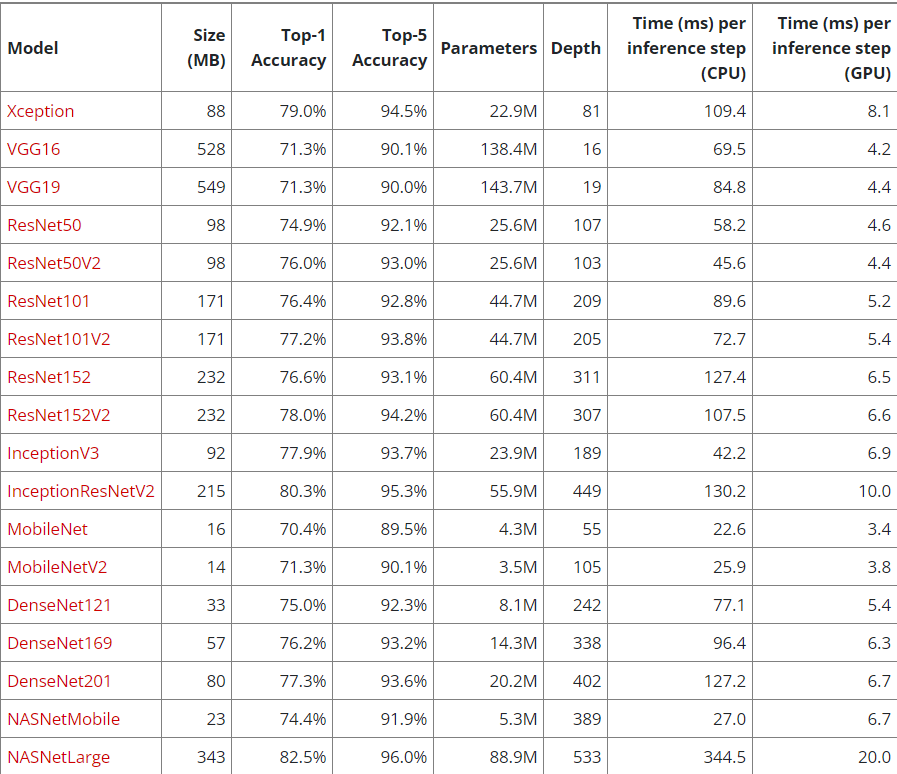 Model Size (MB) Top-1 Accuracy Top-5 Accuracy Parameters Depth Time (ms) per inference step (CPU) Time (ms) per inference step (GPU)
Xception 88 79.0% 94.5% 22.9M 81 109.4 8.1
VGG16 528 71.3% 90.1% 138.4M 16 69.5 4.2
VGG19 549 71.3% 90.0% 143.7M 19 84.8 4.4
ResNet50 98 74.9% 92.1% 25.6M 107 58.2 4.6
ResNet50V2 98 76.0% 93.0% 25.6M 103 45.6 4.4
ResNet101 171 76.4% 92.8% 44.7M 209 89.6 5.2
ResNet101V2 171 77.2% 93.8% 44.7M 205 72.7 5.4
ResNet152 232 76.6% 93.1% 60.4M 311 127.4 6.5
ResNet152V2 232 78.0% 94.2% 60.4M 307 107.5 6.6
InceptionV3 92 77.9% 93.7% 23.9M 189 42.2 6.9
InceptionResNetV2 215 80.3% 95.3% 55.9M 449 130.2 10.0
MobileNet 16 70.4% 89.5% 4.3M 55 22.6 3.4
MobileNetV2 14 71.3% 90.1% 3.5M 105 25.9 3.8
DenseNet121 33 75.0% 92.3% 8.1M 242 77.1 5.4
DenseNet169 57 76.2% 93.2% 14.3M 338 96.4 6.3
DenseNet201 80 77.3% 93.6% 20.2M 402 127.2 6.7
NASNetMobile 23 74.4% 91.9% 5.3M 389 27.0 6.7
NASNetLarge 343 82.5% 96.0% 88.9M 533 344.5 20.0